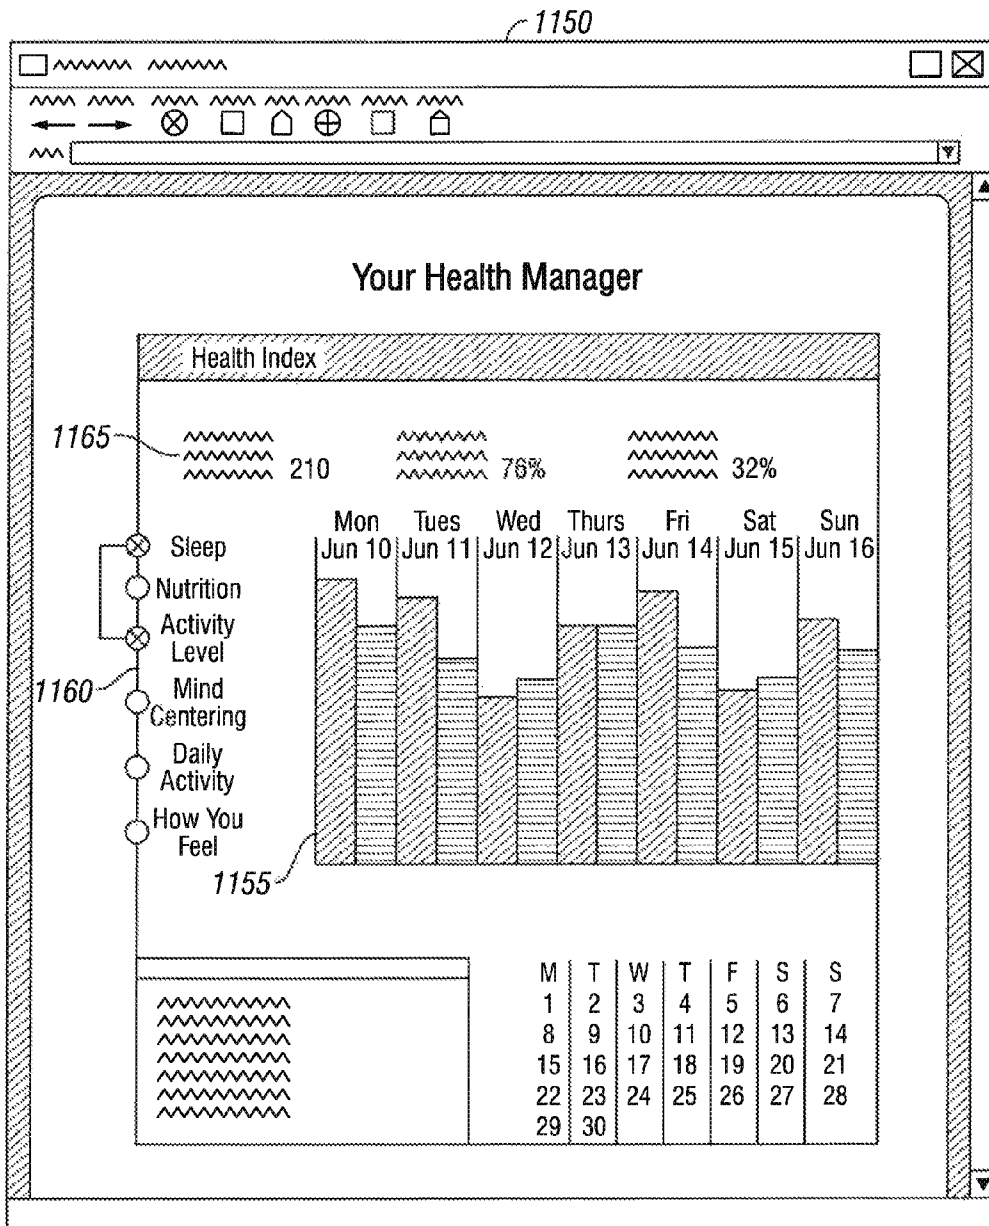 1150
Your Health Manager
Health Index
1165
210 76% 32%
Mon Tues Wed Thurs Fri Sat Sun
Jun 10 Jun 11 Jun 12 Jun 13 Jun 14 Jun 15 Jun 16
Sleep
Nutrition
Activity
Level
1160
Mind
Centering
Daily
Activity
How You
Feel
1155
M T W T F S S
1 2 3 4 5 6 7
8 9 10 11 12 13 14
15 16 17 18 19 20 21
22 23 24 25 26 27 28
29 30